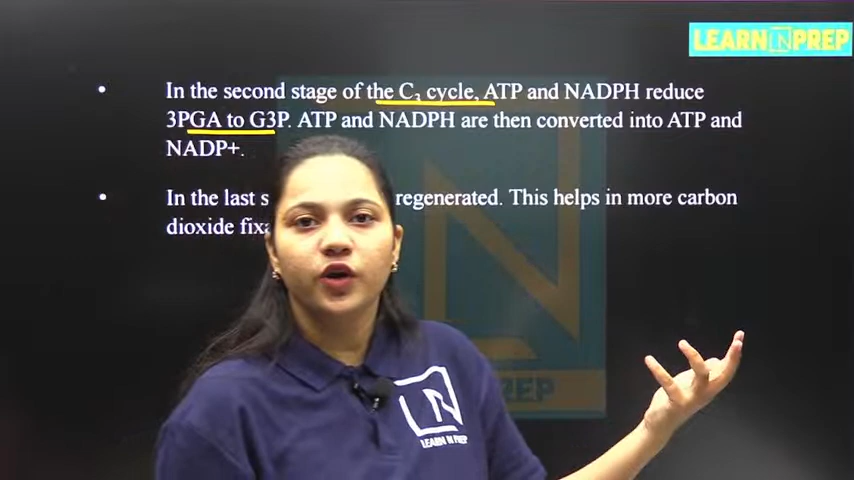 LEARN N PREP
In the second stage of the C₃ cycle, ATP and NADPH reduce
3PGA to G3P. ATP and NADPH are then converted into ATP and
NADP+.
In the last s regenerated. This helps in more carbon
dioxide fixa
PREP
LEARN N PREP